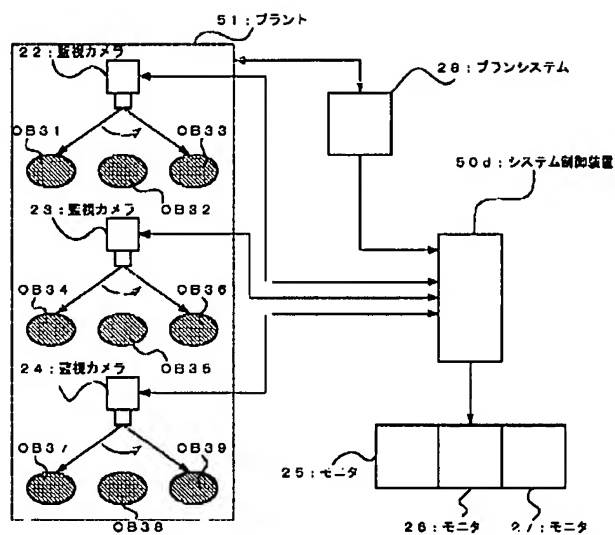 51:プラント
22:監視カメラ
28:プランシステム
OB31
OB33
50d:システム制御装置
OB32
23:監視カメラ
OB34
OB36
OB35
24:監視カメラ
OB37
OB39
25:モニタ
OB38
26:モニタ
27:モニタ